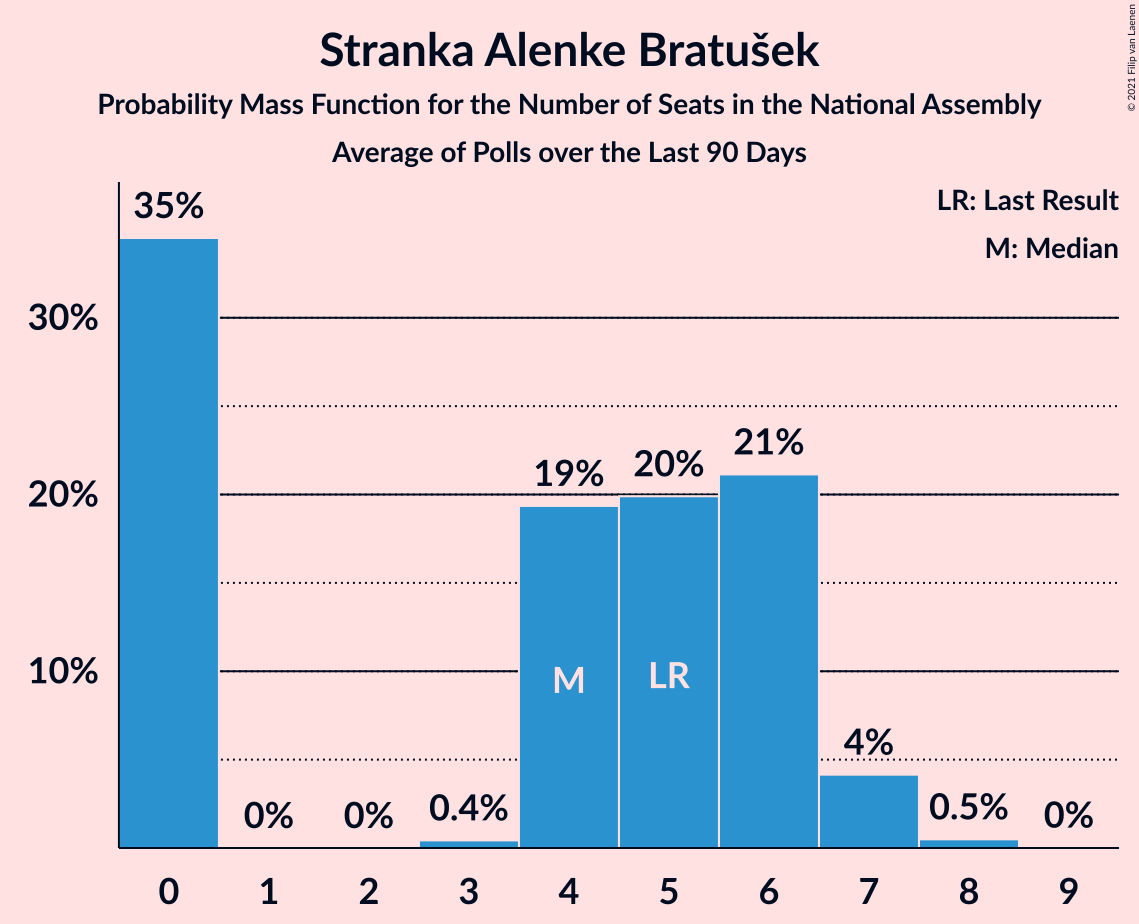 Stranka Alenke Bratušek
Probability Mass Function for the Number of Seats in the National Assembly
Average of Polls over the Last 90 Days
© 2021 Filip van Laenen
LR: Last Result
M: Median
35%
30%
21%
20%
19%
20%
10%
M
LR
4%
0%
0%
0.4%
0.5%
0%
0
1
2
3
4
5
6
7
8
9